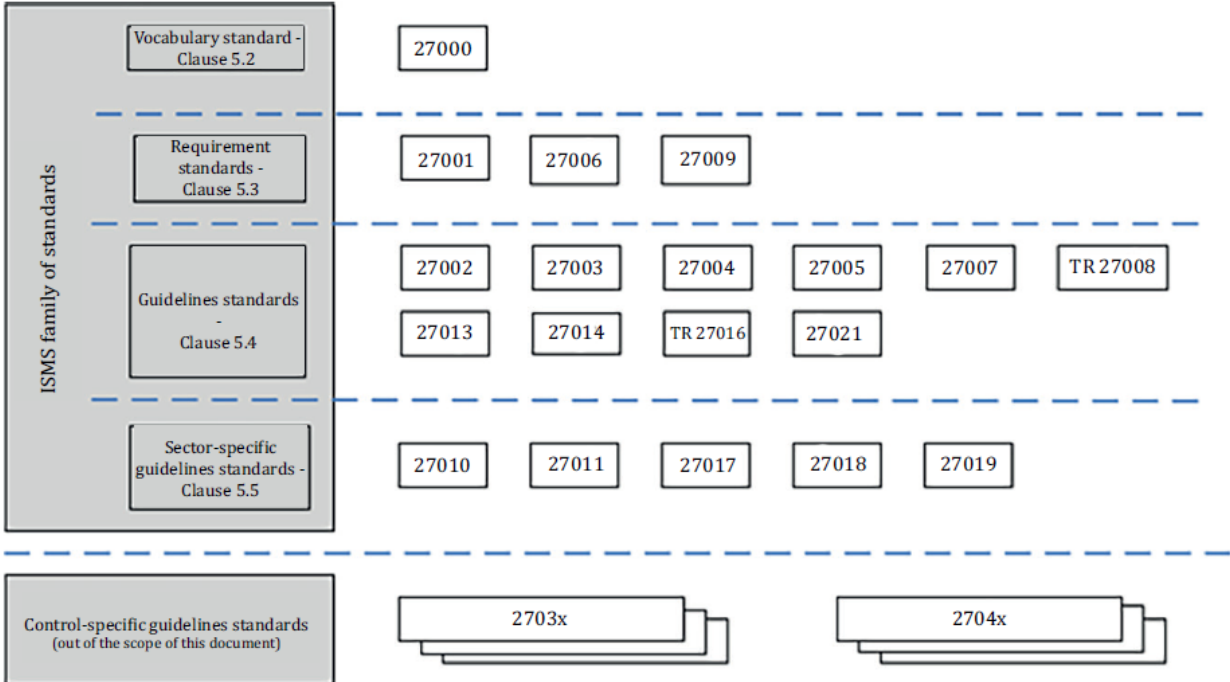 ISMS family of standards
Vocabulary standard -
Clause 5.2
27000
Requirement
standards -
Clause 5.3
27001
27006
27009
Guidelines standards
-
Clause 5.4
27002
27003
27004
27005
27007
TR 27008
27013
27014
TR 27016
27021
Sector-specific
guidelines standards -
Clause 5.5
27010
27011
27017
27018
27019
Control-specific guidelines standards
(out of the scope of this document)
2703x
2704x